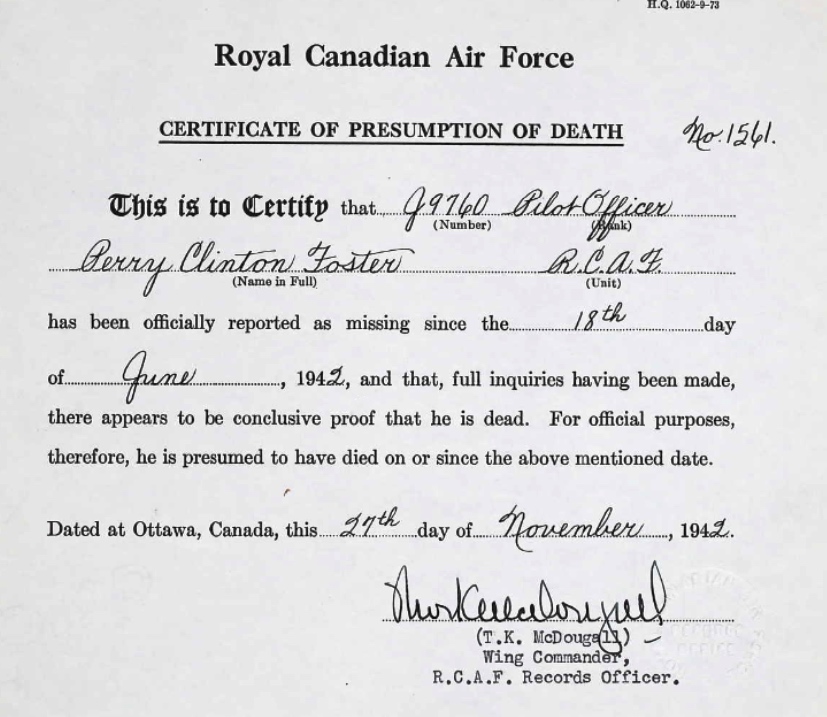 H.Q. 1062-9-73
Royal Canadian Air Force
CERTIFICATE OF PRESUMPTION OF DEATH No. 1561.
This is to Certify that J9760 Pilot Officer
(Number) (Rank)
Perry Clinton Foster R.C.A.F.
(Name in Full) (Unit)
has been officially reported as missing since the 18th day
of June, 1942, and that, full inquiries having been made,
there appears to be conclusive proof that he is dead. For official purposes,
therefore, he is presumed to have died on or since the above mentioned date.
Dated at Ottawa, Canada, this 27th day of November, 1942.
(T.K. McDougall)
Wing Commander,
R.C.A.F. Records Officer.